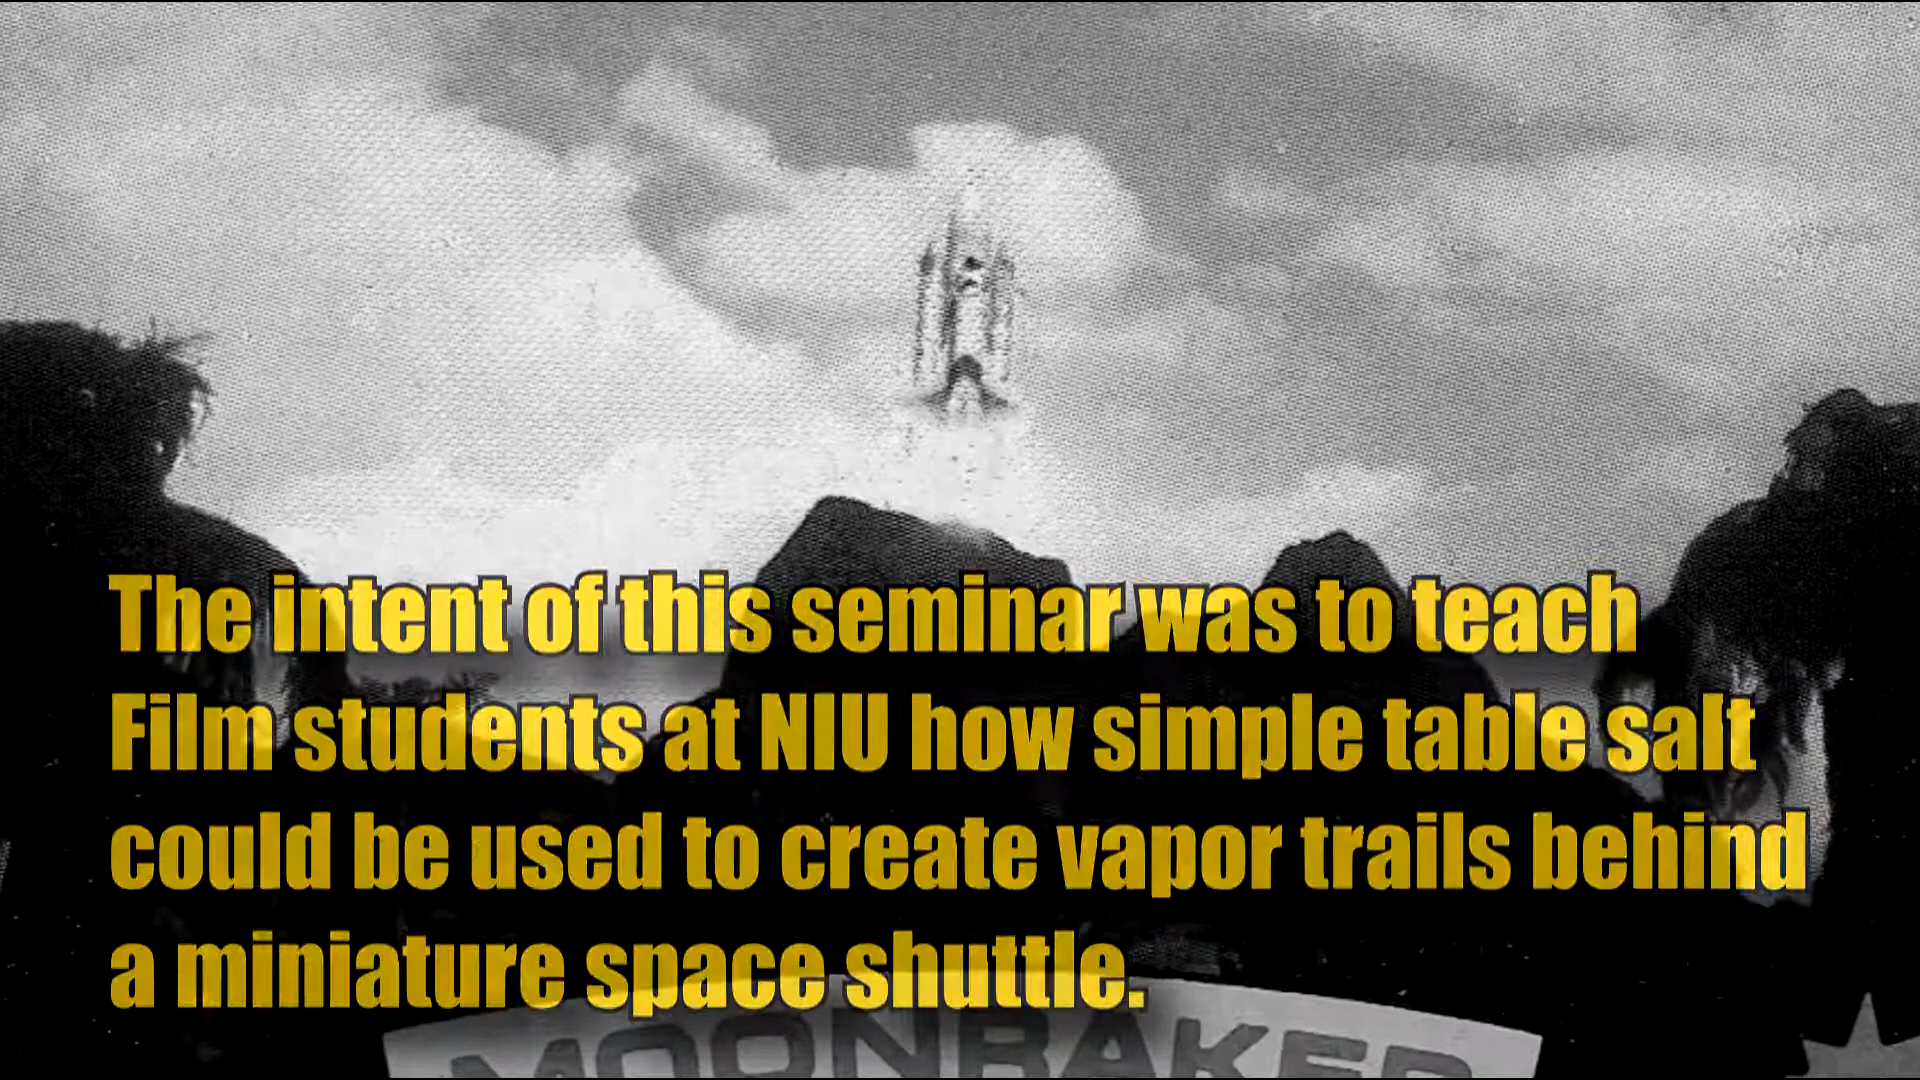 The intent of this seminar was to teach
Film students at NIU how simple table salt
could be used to create vapor trails behind
a miniature space shuttle.
MOONRAKER